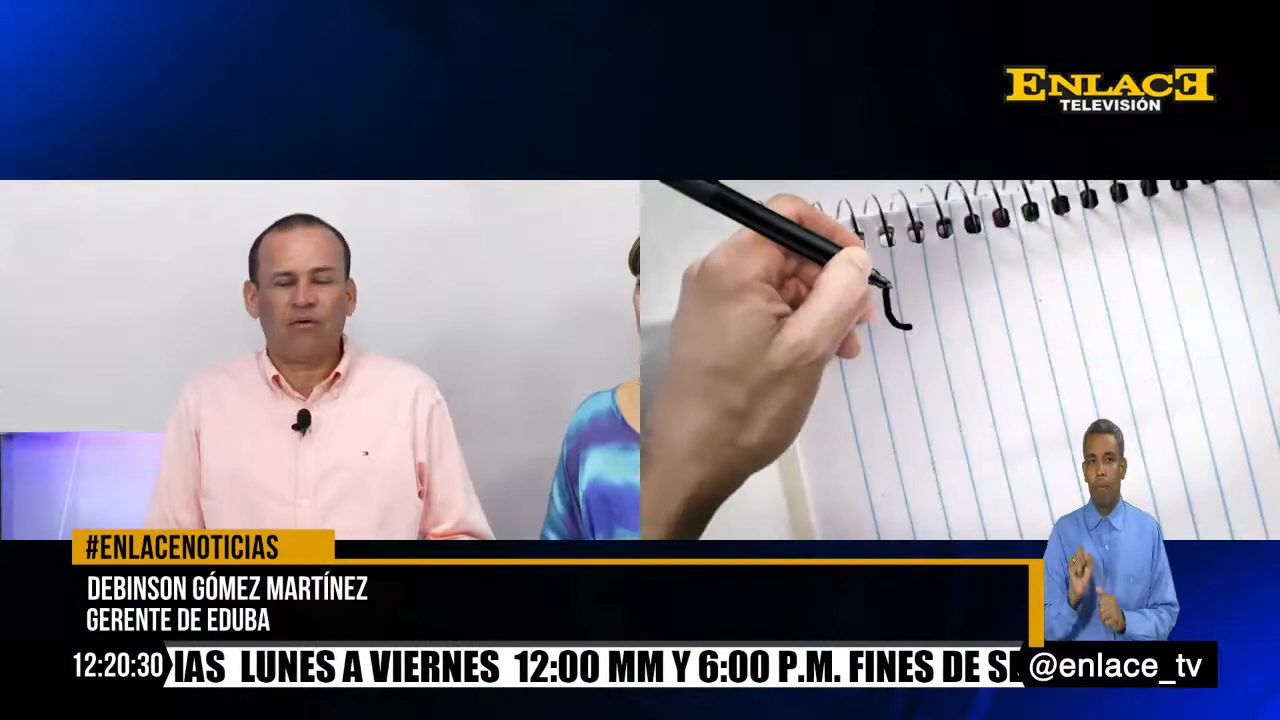 ENLACE
TELEVISIÓN
#ENLACENOTICIAS
DEBINSON GÓMEZ MARTÍNEZ
GERENTE DE EDUBA
12:20:30
IAS LUNES A VIERNES 12:00 MM Y 6:00 P.M. FINES DE SE
@enlace_tv